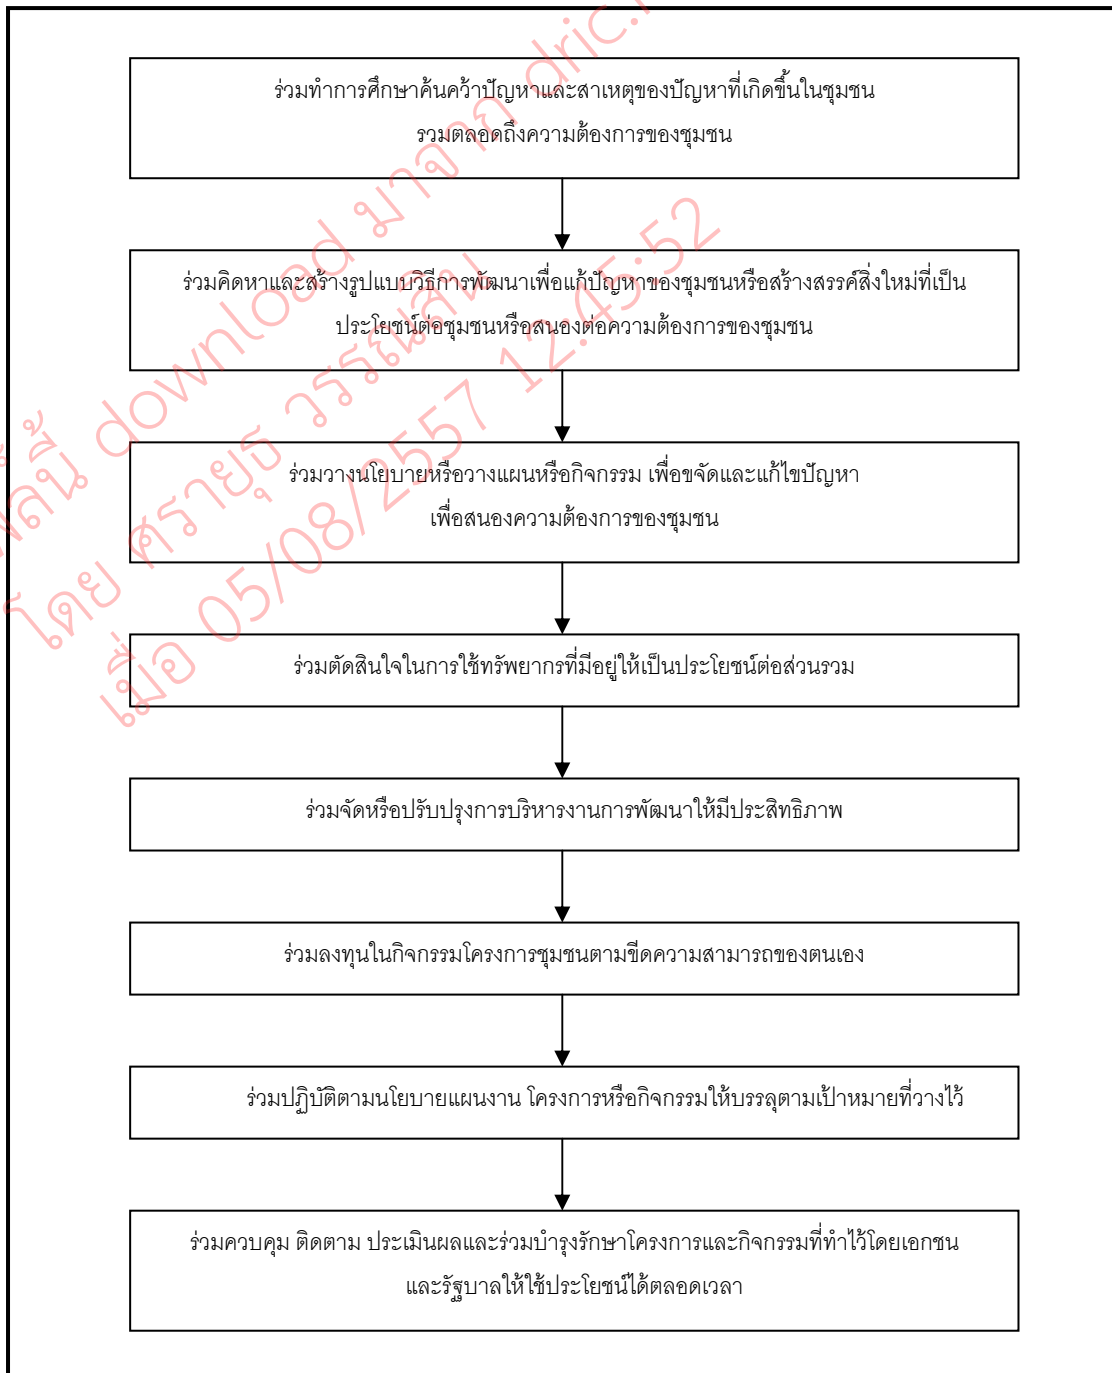 ร่วมทำการศึกษาค้นคว้าปัญหาและสาเหตุของปัญหาที่เกิดขึ้นในชุมชน
รวมตลอดถึงความต้องการของชุมชน
ร่วมคิดหาและสร้างรูปแบบวิธีการพัฒนาเพื่อแก้ปัญหาของชุมชนหรือสร้างสรรค์สิ่งใหม่ที่เป็น
ประโยชน์ต่อชุมชนหรือสนองต่อความต้องการของชุมชน
ร่วมวางนโยบายหรือวางแผนหรือกิจกรรม เพื่อขจัดและแก้ไขปัญหา
เพื่อสนองความต้องการของชุมชน
ร่วมตัดสินใจในการใช้ทรัพยากรที่มีอยู่ให้เป็นประโยชน์ต่อส่วนรวม
ร่วมจัดหรือปรับปรุงการบริหารงานการพัฒนาให้มีประสิทธิภาพ
ร่วมลงทุนในกิจกรรมโครงการชุมชนตามขีดความสามารถของตนเอง
ร่วมปฏิบัติตามนโยบายแผนงาน โครงการหรือกิจกรรมให้บรรลุตามเป้าหมายที่วางไว้
ร่วมควบคุม ติดตาม ประเมินผลและร่วมบำรุงรักษาโครงการและกิจกรรมที่ทำไว้โดยเอกชน
และรัฐบาลให้ใช้ประโยชน์ได้ตลอดเวลา
download มาจาก dric.
โดย ศรายุธ วรรณสิน
เมื่อ 05/08/2557 12:45:52